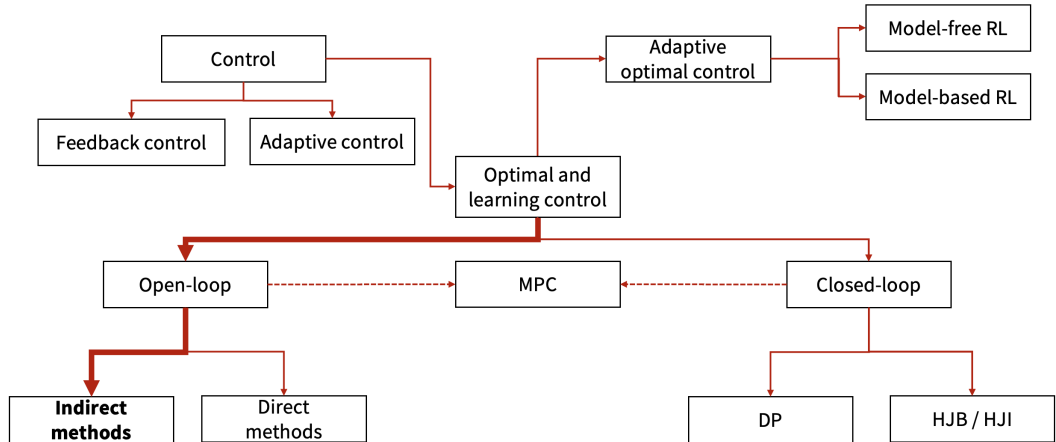 Model-free RL
Control
Adaptive
optimal control
Model-based RL
Feedback control
Adaptive control
Optimal and
learning control
Open-loop
MPC
Closed-loop
Indirect
methods
Direct
methods
DP
HJB / HJI